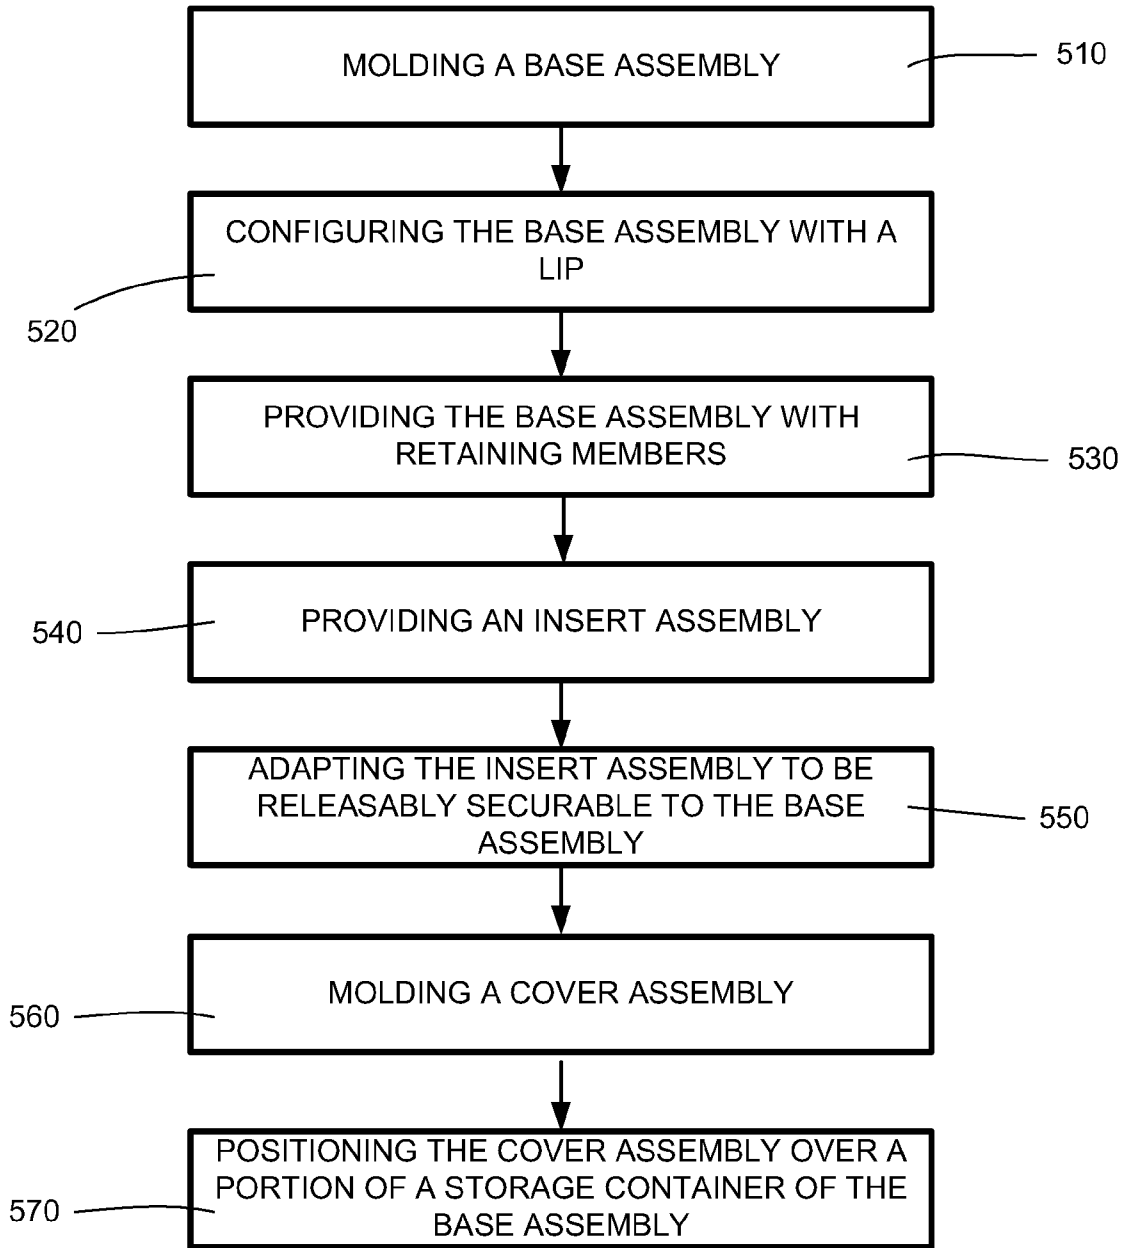 MOLDING A BASE ASSEMBLY
510
CONFIGURING THE BASE ASSEMBLY WITH A
LIP
520
PROVIDING THE BASE ASSEMBLY WITH
RETAINING MEMBERS
530
PROVIDING AN INSERT ASSEMBLY
540
ADAPTING THE INSERT ASSEMBLY TO BE
RELEASABLY SECURABLE TO THE BASE
ASSEMBLY
550
MOLDING A COVER ASSEMBLY
560
POSITIONING THE COVER ASSEMBLY OVER A
PORTION OF A STORAGE CONTAINER OF THE
BASE ASSEMBLY
570